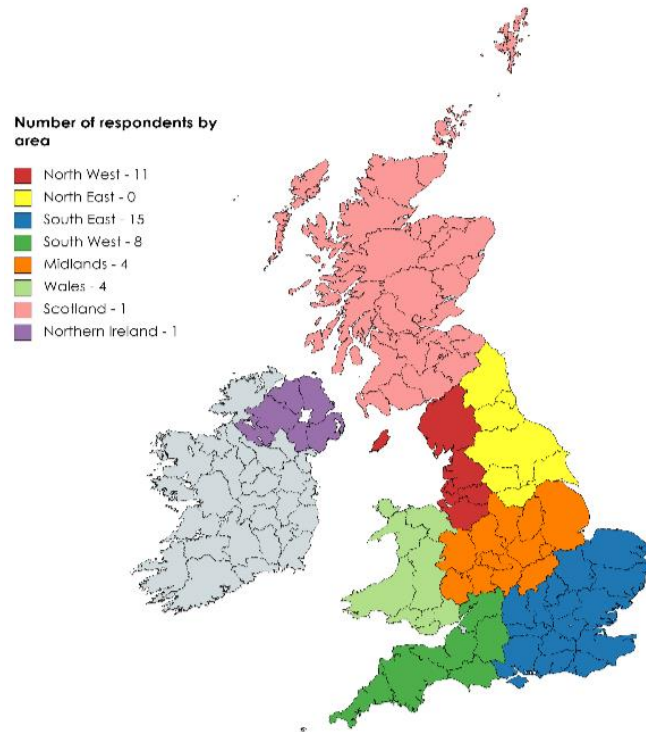 Number of respondents by
area
North West - 11
North East - 0
South East - 15
South West - 8
Midlands - 4
Wales - 4
Scotland - 1
Northern Ireland - 1